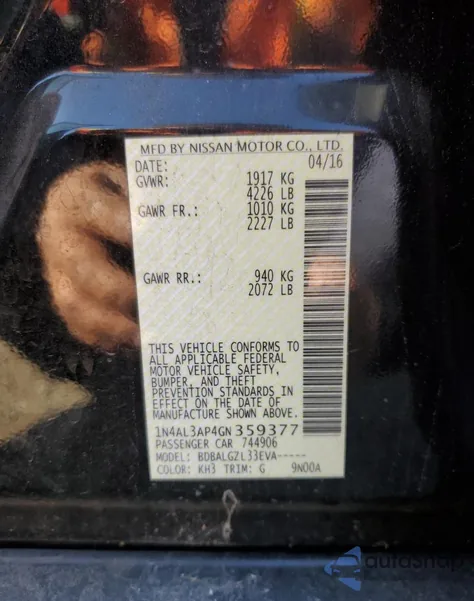 MFD BY NISSAN MOTOR CO., LTD.
DATE: 04/16
GVWR: 1917 KG
4226 LB
GAWR FR.: 1010 KG
2227 LB
GAWR RR.: 940 KG
2072 LB
THIS VEHICLE CONFORMS TO
ALL APPLICABLE FEDERAL
MOTOR VEHICLE SAFETY,
BUMPER, AND THEFT
PREVENTION STANDARDS IN
EFFECT ON THE DATE OF
MANUFACTURE SHOWN ABOVE.
1N4AL3AP4GN359377
PASSENGER CAR 744906
MODEL: BDBALGZL33EVA-----
COLOR: KH3 TRIM: G 9N00A
autosnap